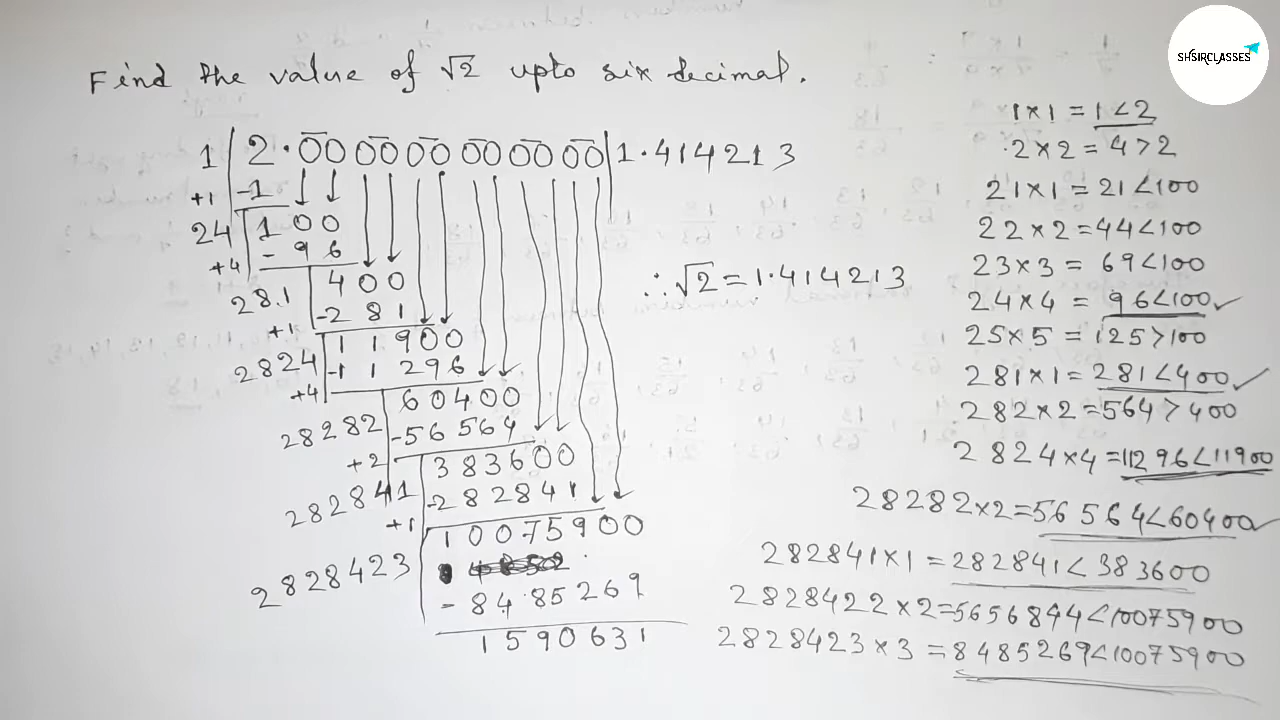 SHSIRCLASSES
Find the value of √2 upto six decimal.
1 | 2.00 00 00 00 00 00 | 1.414213
+1 -1
24 | 100
+4 - 96
28.1 | 400
+1 -281
2824 | 11900
+4 -11296
28282 | 60400
+2 -56564
282841 | 383600
+1 -282841
2828423 | 10075900
- 8485269
1590631
∴ √2 = 1.414213
1×1 = 1<2
2×2 = 4>2
21×1 = 21<100
22×2 = 44<100
23×3 = 69<100
24×4 = 96<100 ✓
25×5 = 125>100
281×1 = 281<400 ✓
282×2 = 564>400
2824×4 = 11296<11900
28282×2 = 56564<60400 ✓
282841×1 = 282841<383600
2828422×2 = 5656844<10075900
2828423×3 = 8485269<10075900